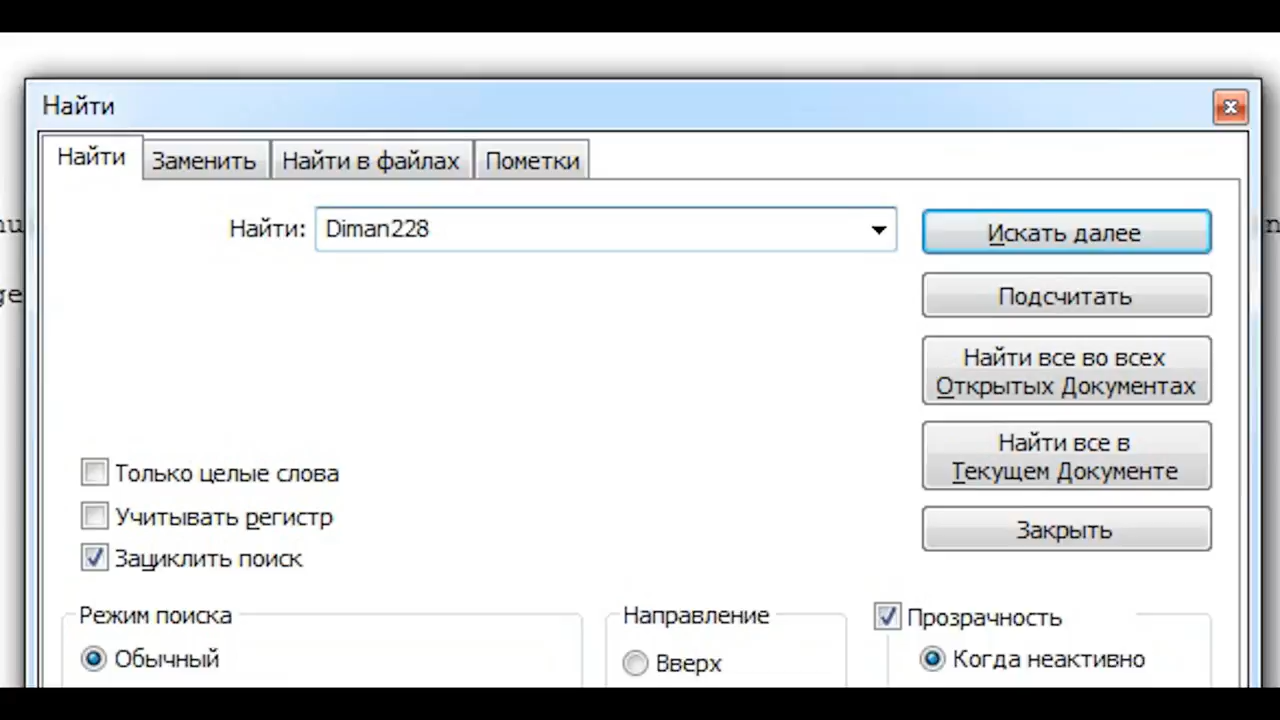 Найти
Найти Заменить Найти в файлах Пометки
Найти: Diman228
Искать далее
Подсчитать
Найти все во всех
Открытых Документах
Найти все в
Текущем Документе
Закрыть
Только целые слова
Учитывать регистр
Зациклить поиск
Режим поиска
Обычный
Направление
Вверх
Прозрачность
Когда неактивно